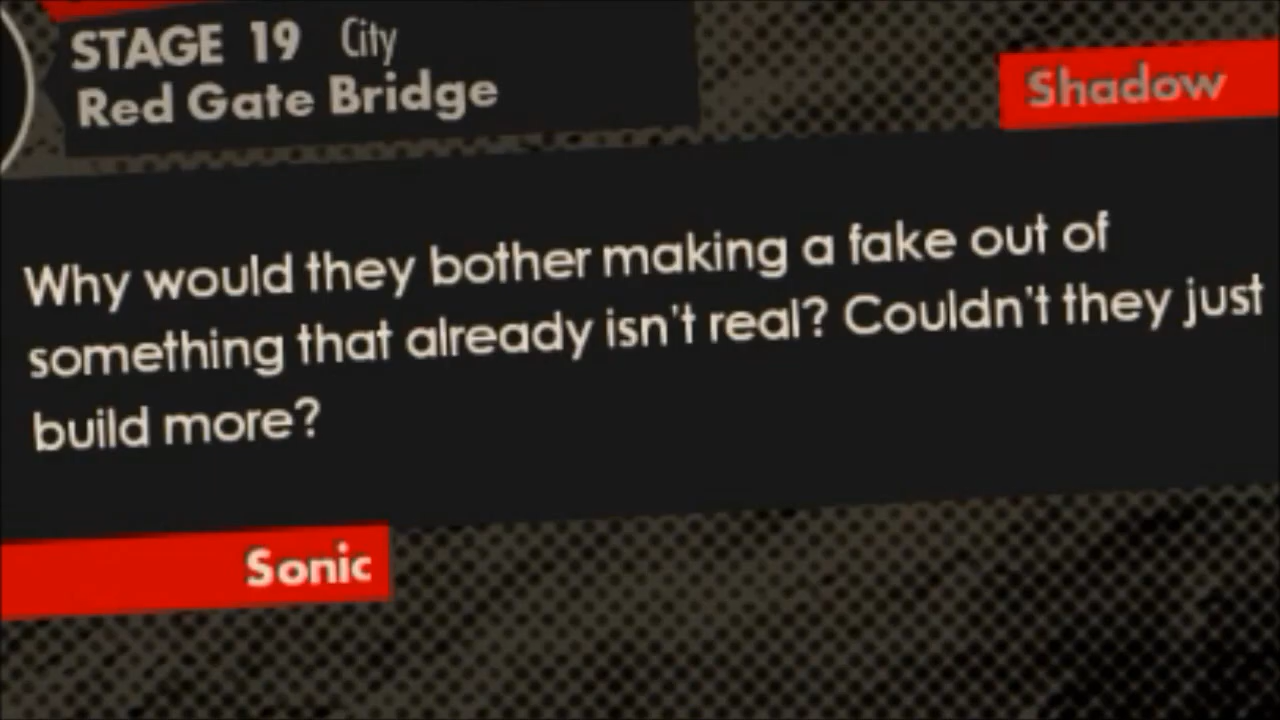 STAGE 19 City
Red Gate Bridge
Shadow
Why would they bother making a fake out of
something that already isn't real? Couldn't they just
build more?
Sonic